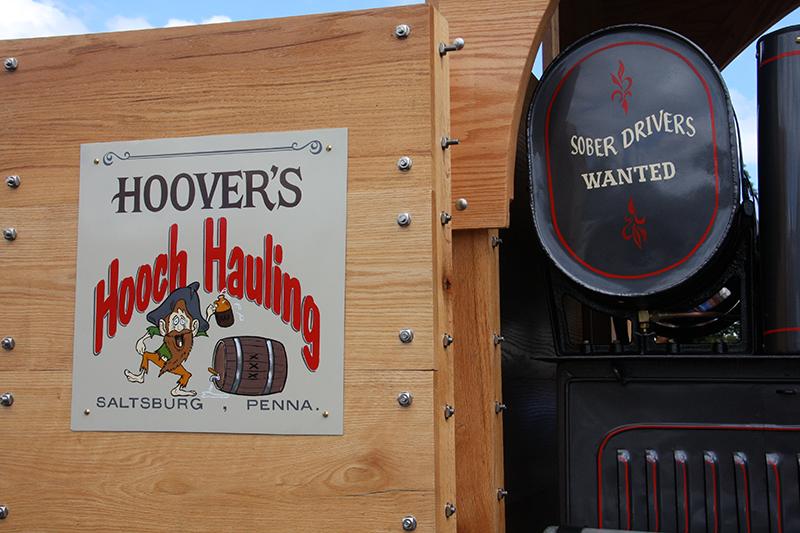 HOOVER'S
Hooch Hauling
XXX
SALTSBURG, PENNA.
SOBER DRIVERS
WANTED